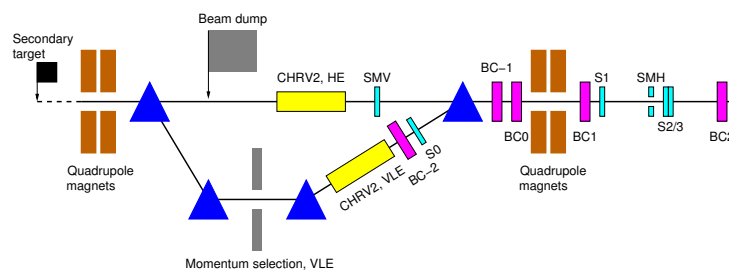 Beam dump
Secondary
target
CHRV2, HE
SMV
BC−1
S1
SMH
BC0
BC1
S2/3
BC2
Quadrupole
magnets
CHRV2, VLE
BC−2
S0
Quadrupole
magnets
Momentum selection, VLE